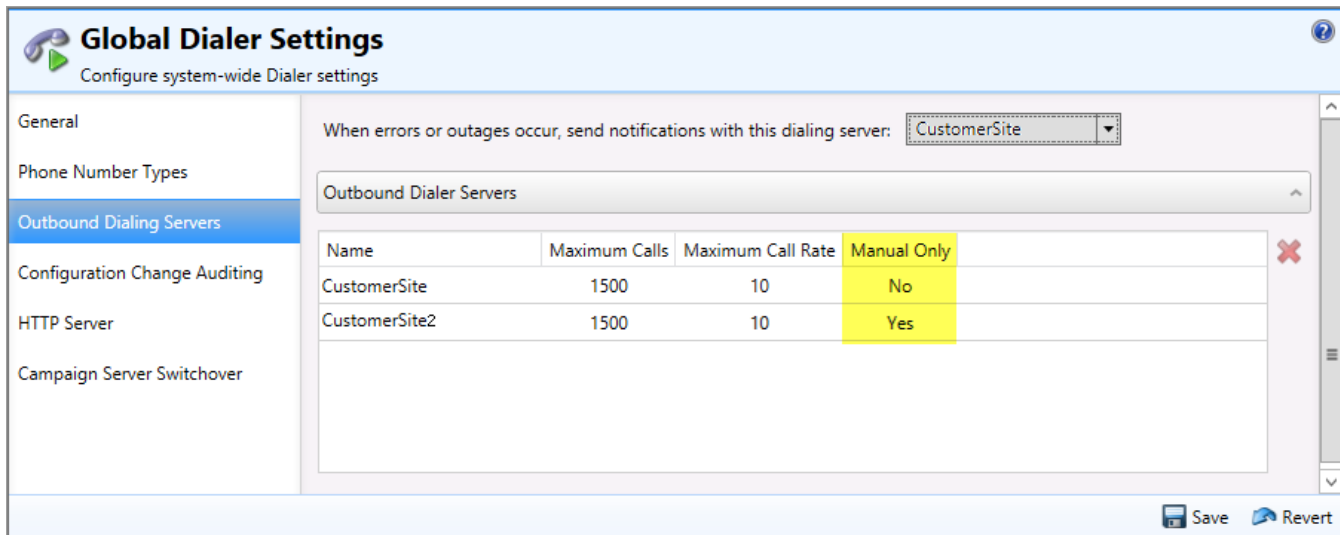 Global Dialer Settings
Configure system-wide Dialer settings
General
Phone Number Types
Outbound Dialing Servers
Configuration Change Auditing
HTTP Server
Campaign Server Switchover
When errors or outages occur, send notifications with this dialing server: CustomerSite
Outbound Dialer Servers
Name Maximum Calls Maximum Call Rate Manual Only
CustomerSite 1500 10 No
CustomerSite2 1500 10 Yes
Save Revert